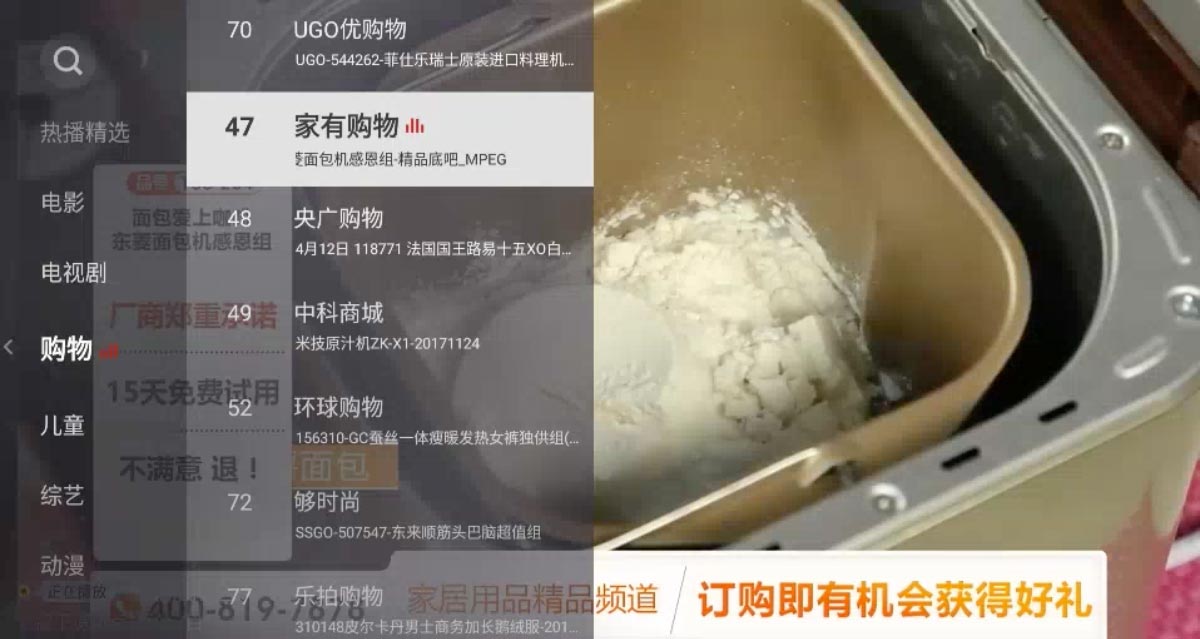 热播精选
电影
电视剧
购物
儿童
综艺
动漫
70 UGO优购物
UGO-544262-菲仕乐瑞士原装进口料理机...
47 家有购物
菱面包机感恩组-精品底吧_MPEG
48 央广购物
4月12日 118771 法国国王路易十五XO白...
49 中科商城
米技原汁机ZK-X1-20171124
52 环球购物
156310-GC蚕丝一体瘦暖发热女裤独供组(...
72 够时尚
SSGO-507547-东来顺筋头巴脑超值组
77 乐拍购物
310148皮尔卡丹男士商务加长鹅绒服-201...
面包爱上咖
东菱面包机感恩组
厂商郑重承诺
15天免费试用
不满意 退！
面包
正在播放
400-819-7878
家居用品精品频道
订购即有机会获得好礼